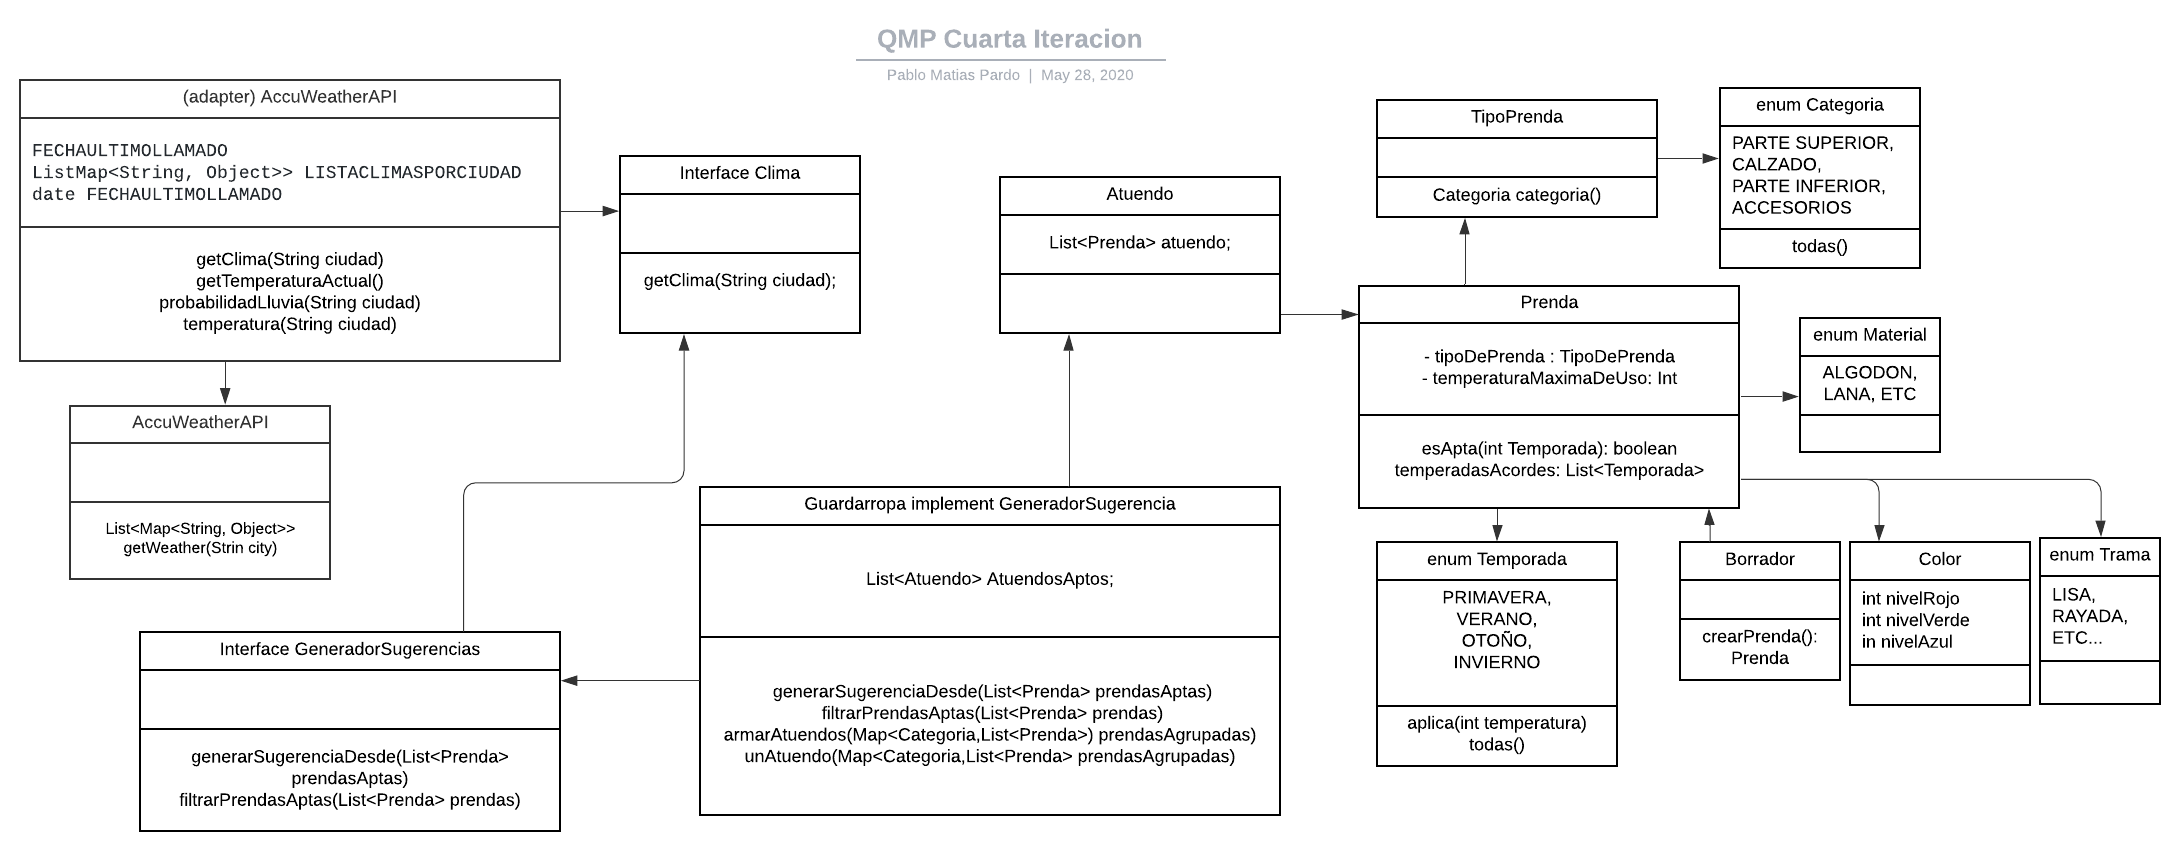 QMP Cuarta Iteracion
Pablo Matias Pardo | May 28, 2020
(adapter) AccuWeatherAPI
FECHAULTIMOLLAMADO
ListMap<String, Object>> LISTACLIMASPORCIUDAD
date FECHAULTIMOLLAMADO
getClima(String ciudad)
getTemperaturaActual()
probabilidadLluvia(String ciudad)
temperatura(String ciudad)
Interface Clima
getClima(String ciudad);
AccuWeatherAPI
List<Map<String, Object>>
getWeather(Strin city)
Interface GeneradorSugerencias
generarSugerenciaDesde(List<Prenda>
prendasAptas)
filtrarPrendasAptas(List<Prenda> prendas)
Atuendo
List<Prenda> atuendo;
Guardarropa implement GeneradorSugerencia
List<Atuendo> AtuendosAptos;
generarSugerenciaDesde(List<Prenda> prendasAptas)
filtrarPrendasAptas(List<Prenda> prendas)
armarAtuendos(Map<Categoria,List<Prenda>) prendasAgrupadas)
unAtuendo(Map<Categoria,List<Prenda> prendasAgrupadas)
TipoPrenda
Categoria categoria()
enum Categoria
PARTE SUPERIOR,
CALZADO,
PARTE INFERIOR,
ACCESORIOS
todas()
Prenda
- tipoDePrenda : TipoDePrenda
- temperaturaMaximaDeUso: Int
esApta(int Temporada): boolean
temperadasAcordes: List<Temporada>
enum Material
ALGODON,
LANA, ETC
enum Temporada
PRIMAVERA,
VERANO,
OTOÑO,
INVIERNO
aplica(int temperatura)
todas()
Borrador
crearPrenda():
Prenda
Color
int nivelRojo
int nivelVerde
in nivelAzul
enum Trama
LISA,
RAYADA,
ETC...